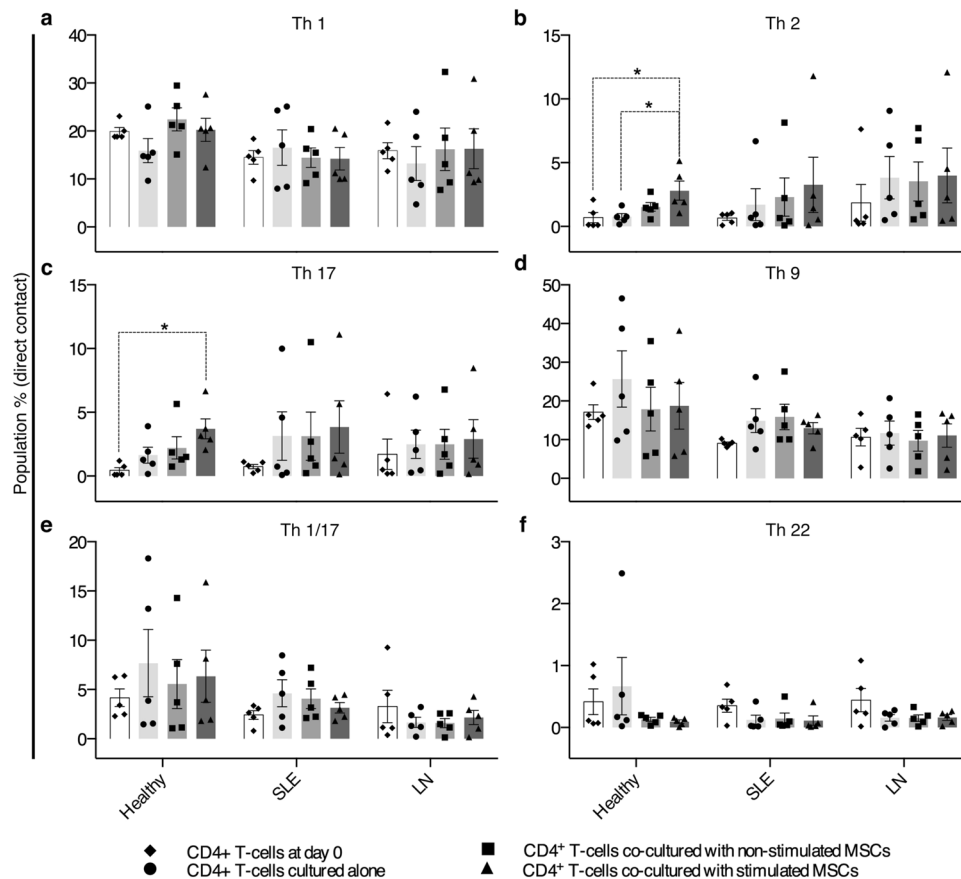 a
Th 1
40
30
20
10
0
b
Th 2
15
10
5
0
*
*
c
Th 17
15
10
5
0
*
d
Th 9
50
40
30
20
10
0
e
Th 1/17
20
15
10
5
0
f
Th 22
3
2
1
0
Population % (direct contact)
Healthy
SLE
LN
Healthy
SLE
LN
CD4+ T-cells at day 0
CD4+ T-cells cultured alone
CD4⁺ T-cells co-cultured with non-stimulated MSCs
CD4⁺ T-cells co-cultured with stimulated MSCs